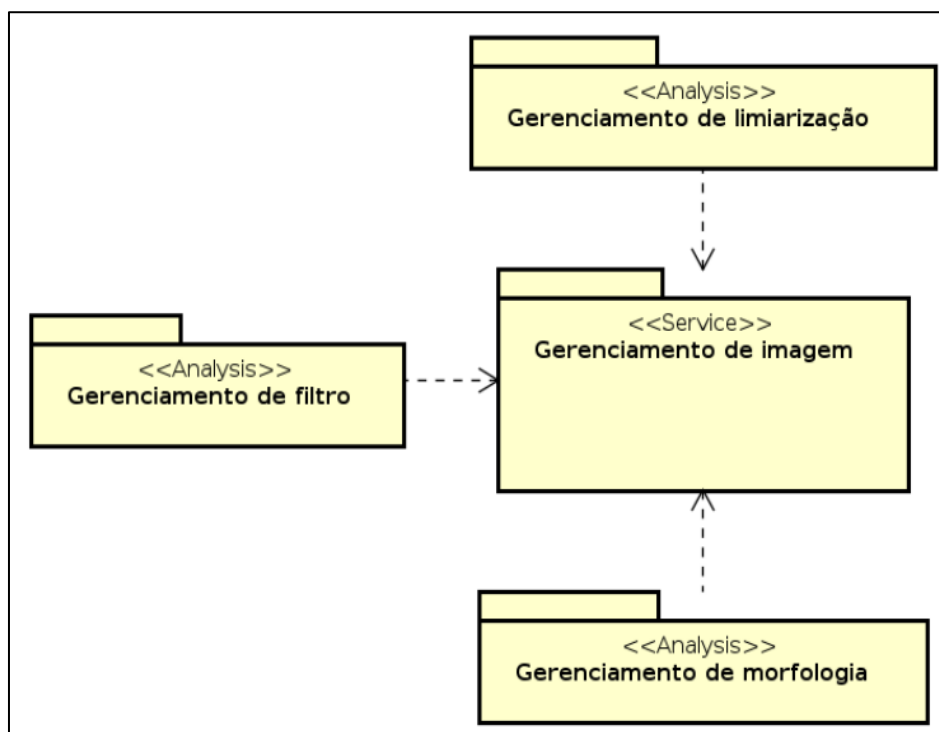 <<Analysis>>
Gerenciamento de limiarização
<<Service>>
Gerenciamento de imagem
<<Analysis>>
Gerenciamento de filtro
<<Analysis>>
Gerenciamento de morfologia